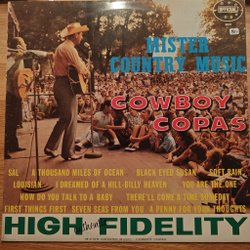 MISTER
COUNTRY MUSIC
COWBOY
COPAS
SAL A THOUSAND MILES OF OCEAN BLACK EYED SUSAN SOFT RAIN
LOUISIAN I DREAMED OF A HILL-BILLY HEAVEN YOU ARE THE ONE
HOW DO YOU TALK TO A BABY THERE'LL COME A TIME SOMEDAY
FIRST THINGS FIRST SEVEN SEAS FROM YOU A PENNY FOR YOUR THOUGHTS
HIGH FIDELITY